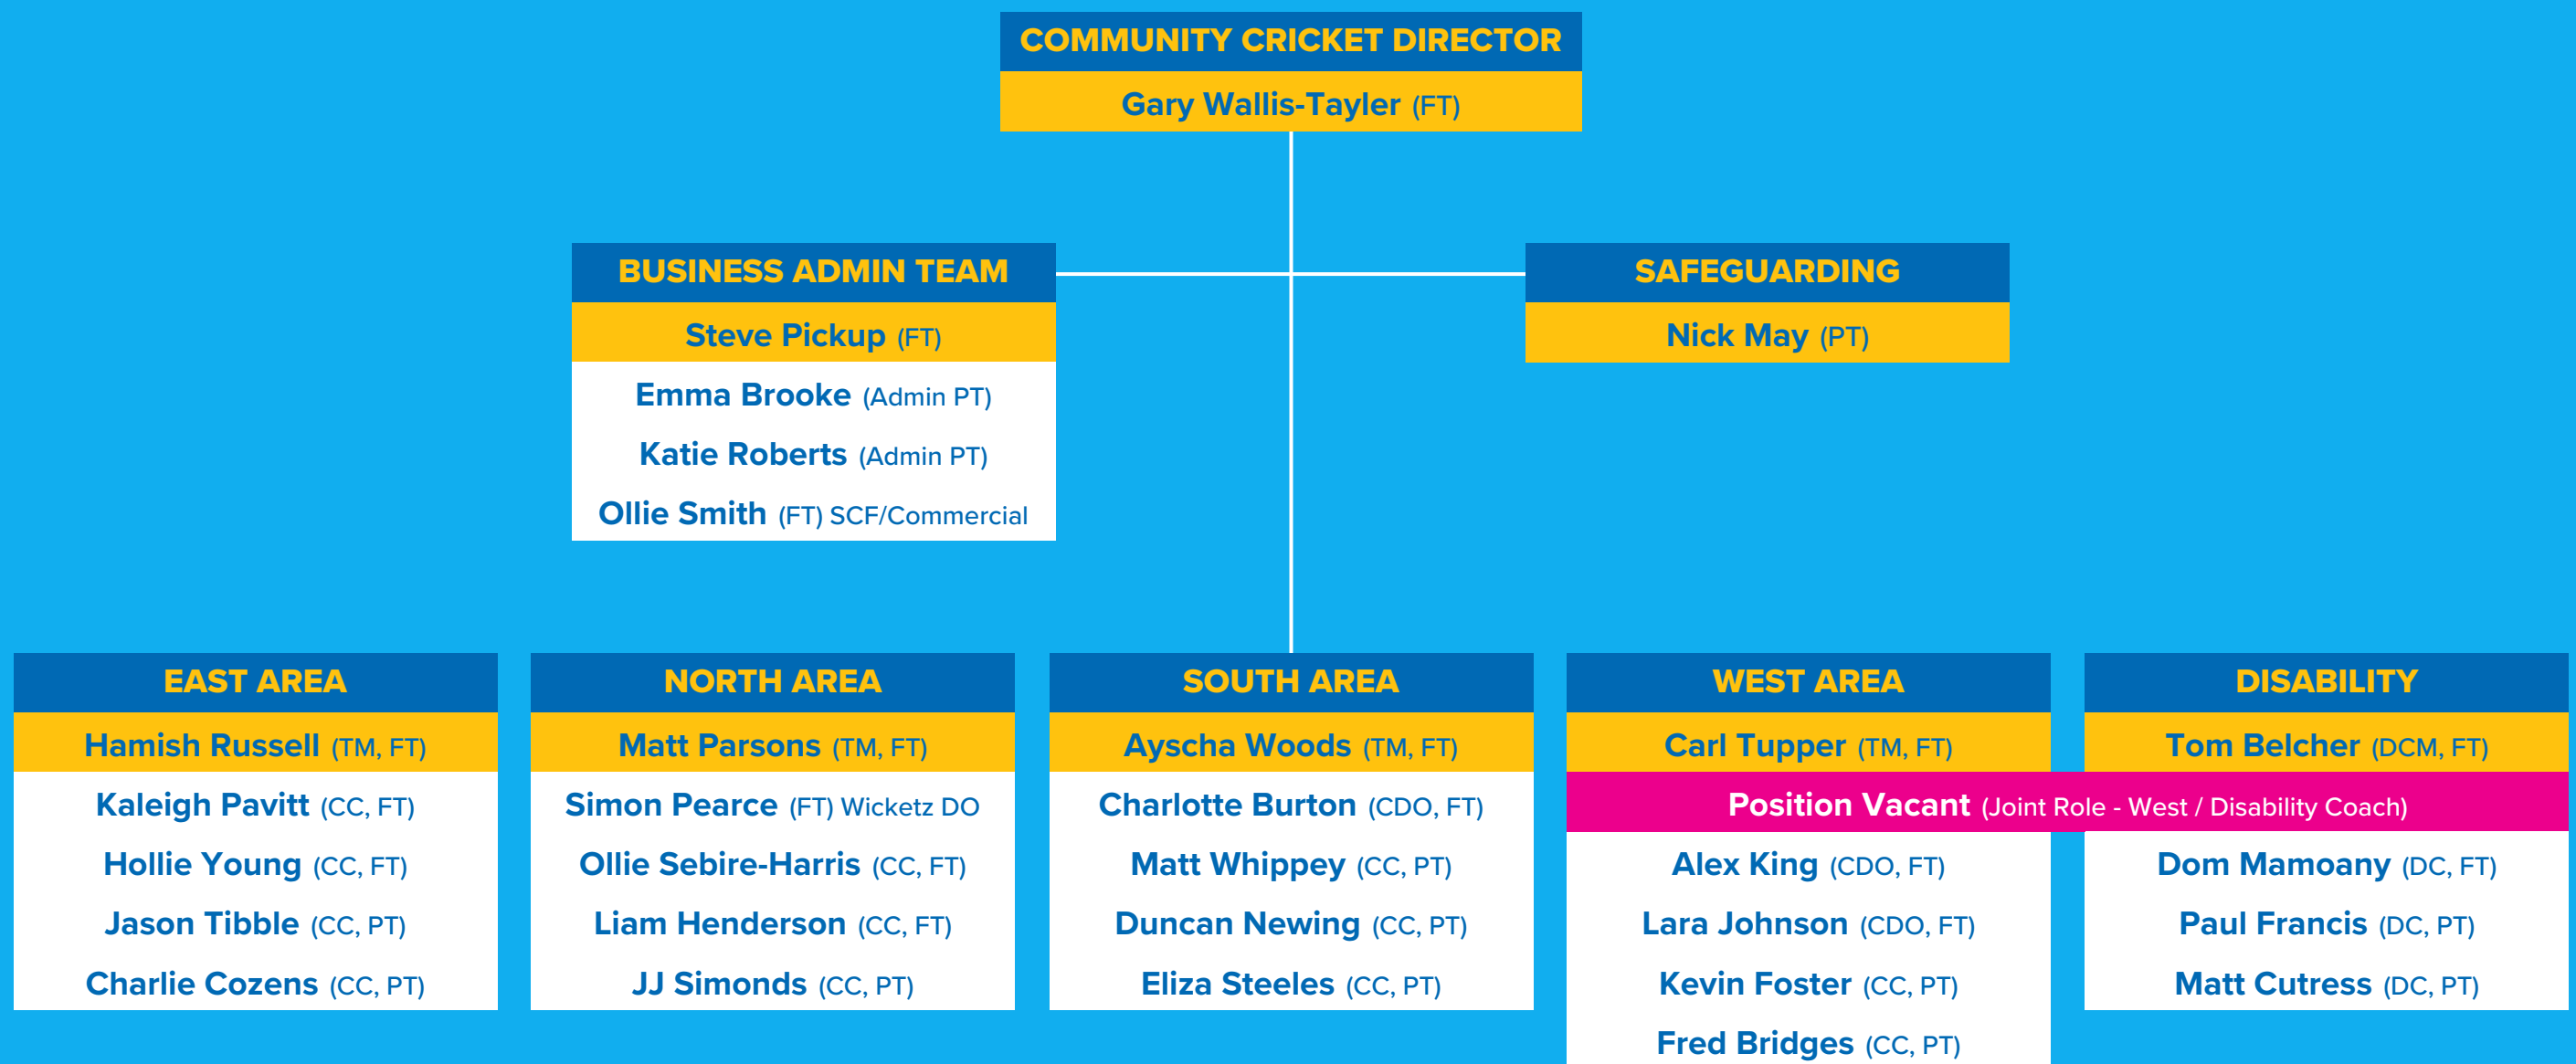 COMMUNITY CRICKET DIRECTOR
Gary Wallis-Tayler (FT)
BUSINESS ADMIN TEAM
Steve Pickup (FT)
Emma Brooke (Admin PT)
Katie Roberts (Admin PT)
Ollie Smith (FT) SCF/Commercial
SAFEGUARDING
Nick May (PT)
EAST AREA
Hamish Russell (TM, FT)
Kaleigh Pavitt (CC, FT)
Hollie Young (CC, FT)
Jason Tibble (CC, PT)
Charlie Cozens (CC, PT)
NORTH AREA
Matt Parsons (TM, FT)
Simon Pearce (FT) Wicketz DO
Ollie Sebire-Harris (CC, FT)
Liam Henderson (CC, FT)
JJ Simonds (CC, PT)
SOUTH AREA
Ayscha Woods (TM, FT)
Charlotte Burton (CDO, FT)
Matt Whippey (CC, PT)
Duncan Newing (CC, PT)
Eliza Steeles (CC, PT)
WEST AREA
Carl Tupper (TM, FT)
Position Vacant (Joint Role - West / Disability Coach)
Alex King (CDO, FT)
Lara Johnson (CDO, FT)
Kevin Foster (CC, PT)
Fred Bridges (CC, PT)
DISABILITY
Tom Belcher (DCM, FT)
Dom Mamoany (DC, FT)
Paul Francis (DC, PT)
Matt Cutress (DC, PT)